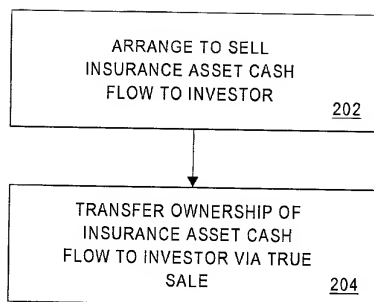 ARRANGE TO SELL
INSURANCE ASSET CASH
FLOW TO INVESTOR
202
TRANSFER OWNERSHIP OF
INSURANCE ASSET CASH
FLOW TO INVESTOR VIA TRUE
SALE
204